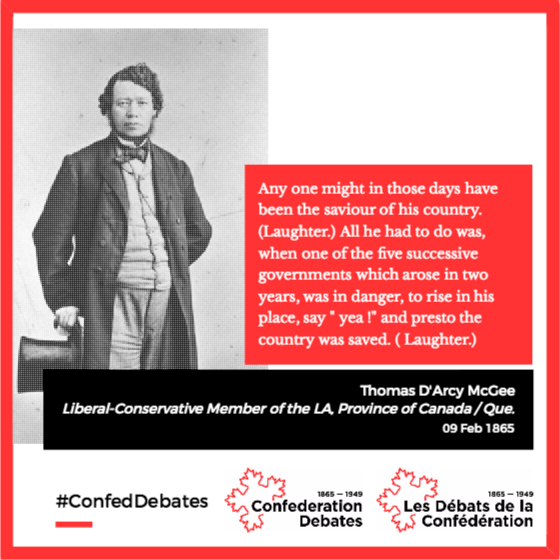 Any one might in those days have
been the saviour of his country.
(Laughter.) All he had to do was,
when one of the five successive
governments which arose in two
years, was in danger, to rise in his
place, say " yea !" and presto the
country was saved. ( Laughter.)
Thomas D'Arcy McGee
Liberal-Conservative Member of the LA, Province of Canada / Que.
09 Feb 1865
#ConfedDebates
1865 — 1949
Confederation
Debates
1865 — 1949
Les Débats de la
Confédération